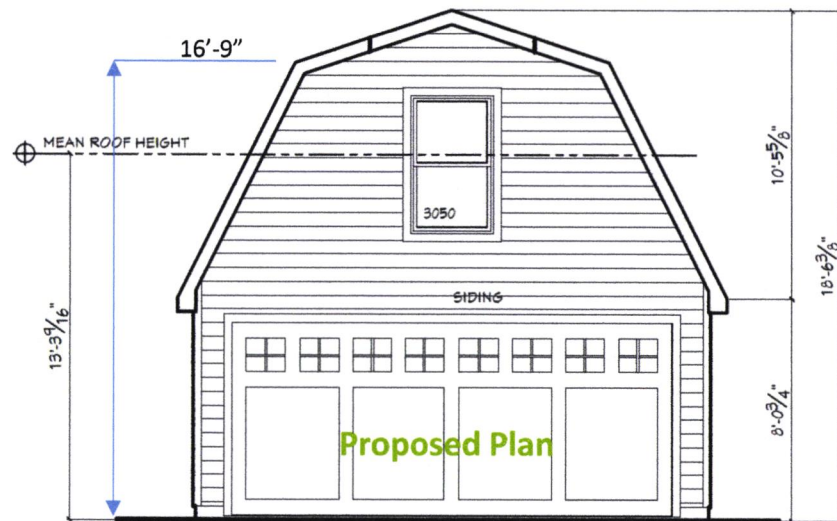 16’-9”
MEAN ROOF HEIGHT
3050
10'-5⅝"
18'-6⅜"
SIDING
13'-3⁹⁄₁₆"
8'-0¾"
Proposed Plan